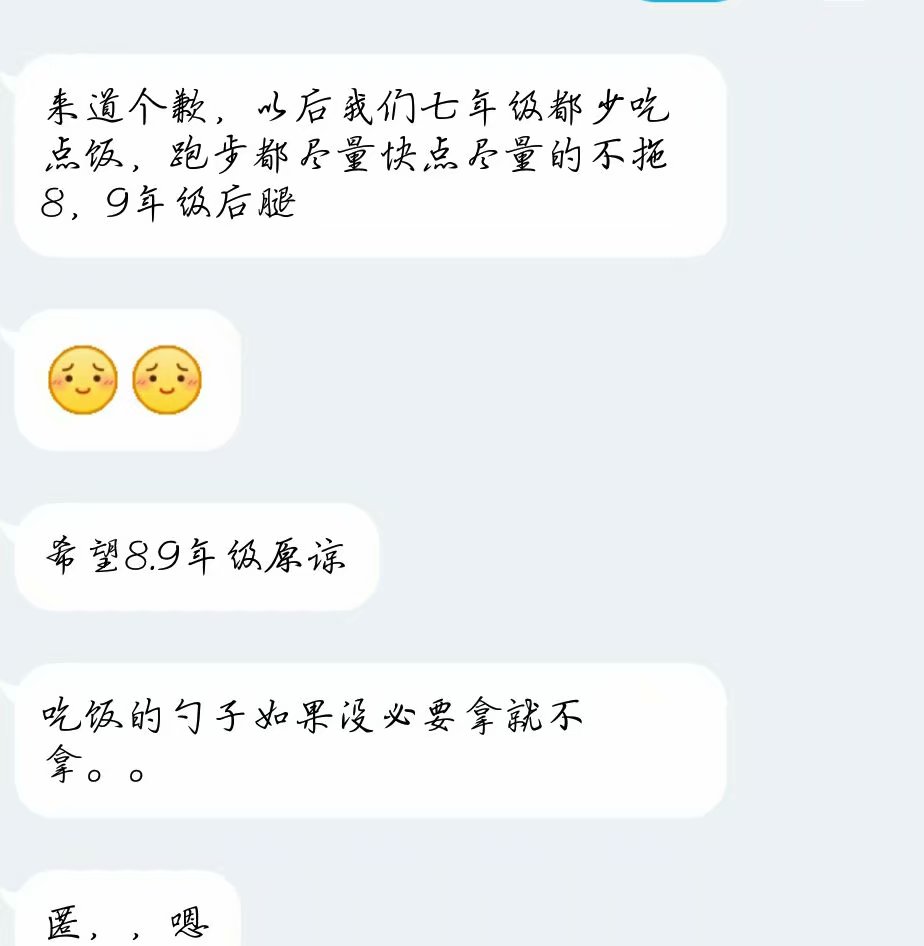 来道个歉，以后我们七年级都少吃
点饭，跑步都尽量快点尽量的不拖
8，9年级后腿
希望8.9年级原谅
吃饭的勺子如果没必要拿就不
拿。。
匿，，嗯